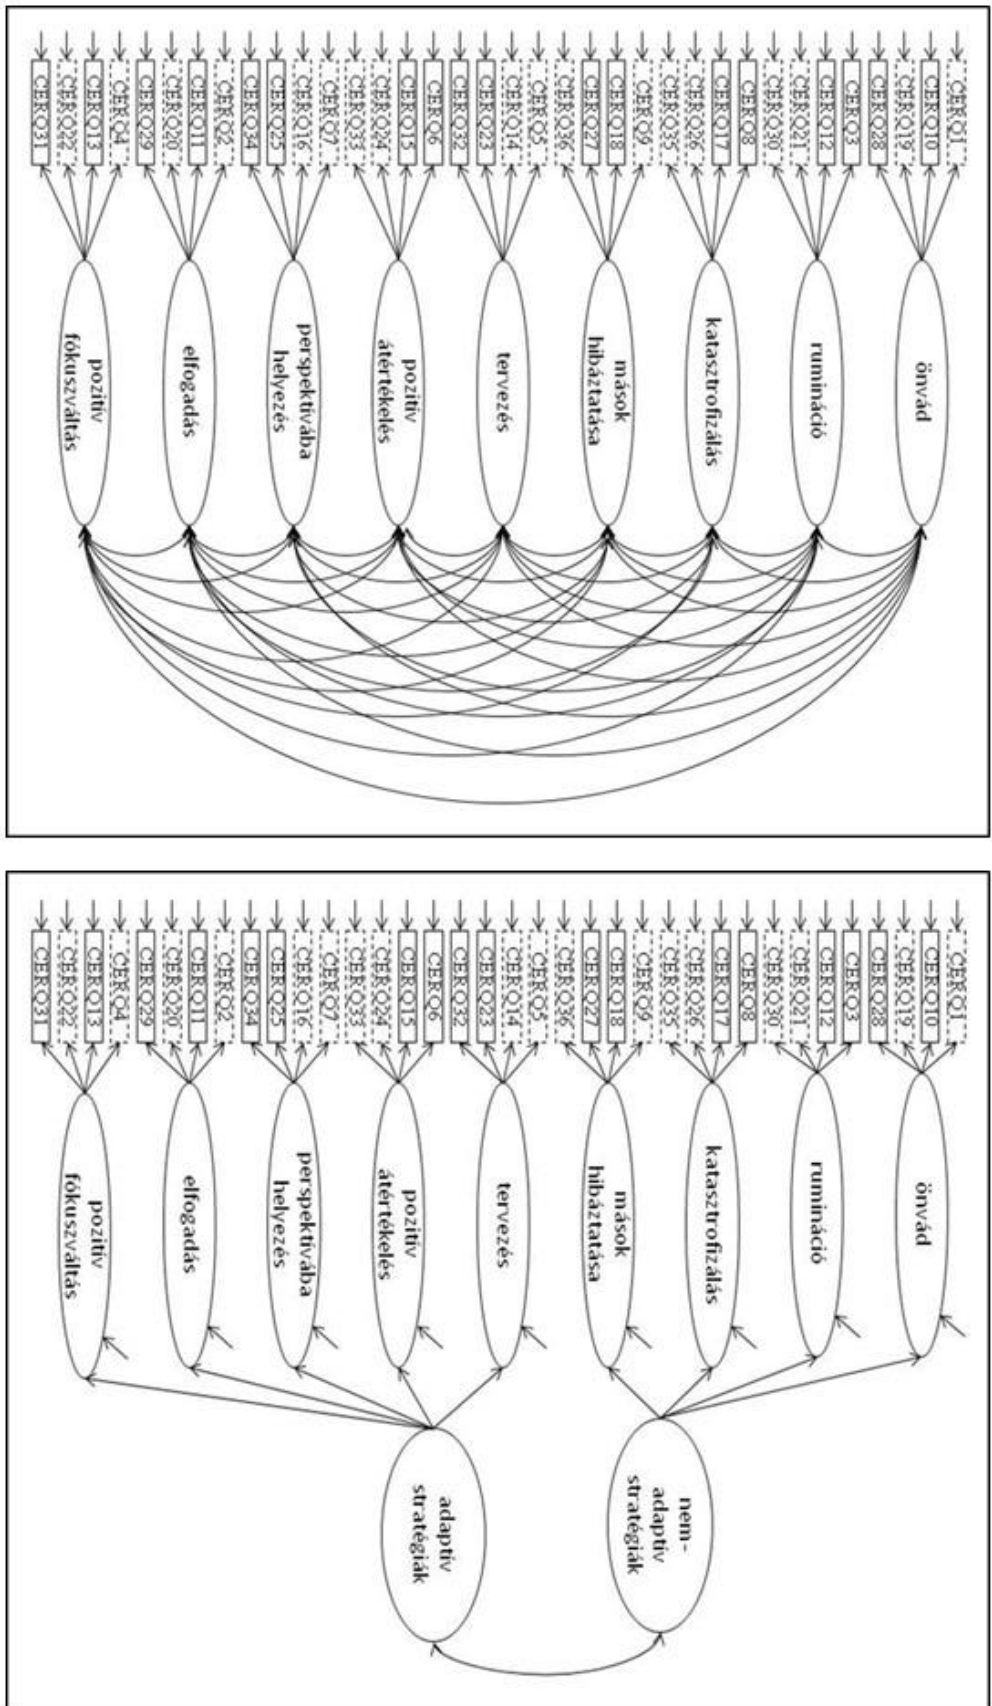 CERQ1
CERQ10
CERQ19
CERQ28
önvád
CERQ3
CERQ12
CERQ21
CERQ30
rumináció
CERQ8
CERQ17
CERQ26
CERQ35
katasztrofizálás
CERQ9
CERQ18
CERQ27
CERQ36
mások
hibáztatása
CERQ5
CERQ14
CERQ23
CERQ32
tervezés
CERQ6
CERQ15
CERQ24
CERQ33
pozitív
átértékelés
CERQ7
CERQ16
CERQ25
CERQ34
perspektívába
helyezés
CERQ2
CERQ11
CERQ20
CERQ29
elfogadás
CERQ4
CERQ13
CERQ22
CERQ31
pozitív
fókuszváltás
CERQ1
CERQ10
CERQ19
CERQ28
önvád
CERQ3
CERQ12
CERQ21
CERQ30
rumináció
CERQ8
CERQ17
CERQ26
CERQ35
katasztrofizálás
CERQ9
CERQ18
CERQ27
CERQ36
mások
hibáztatása
CERQ5
CERQ14
CERQ23
CERQ32
tervezés
CERQ6
CERQ15
CERQ24
CERQ33
pozitív
átértékelés
CERQ7
CERQ16
CERQ25
CERQ34
perspektívába
helyezés
CERQ2
CERQ11
CERQ20
CERQ29
elfogadás
CERQ4
CERQ13
CERQ22
CERQ31
pozitív
fókuszváltás
nem-
adaptív
stratégiák
adaptív
stratégiák